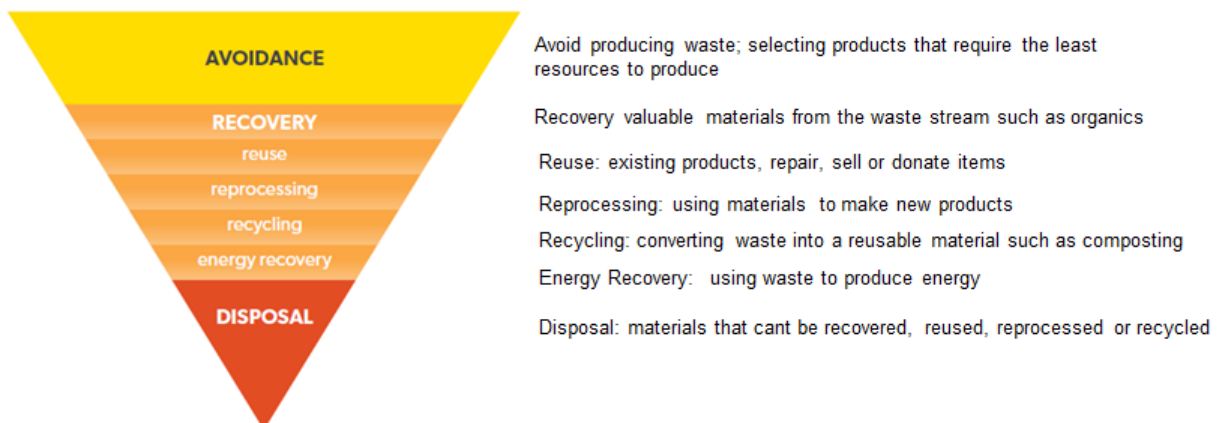 AVOIDANCE
Avoid producing waste; selecting products that require the least
resources to produce
RECOVERY
Recovery valuable materials from the waste stream such as organics
reuse
Reuse: existing products, repair, sell or donate items
reprocessing
Reprocessing: using materials to make new products
recycling
Recycling: converting waste into a reusable material such as composting
energy recovery
Energy Recovery: using waste to produce energy
DISPOSAL
Disposal: materials that cant be recovered, reused, reprocessed or recycled